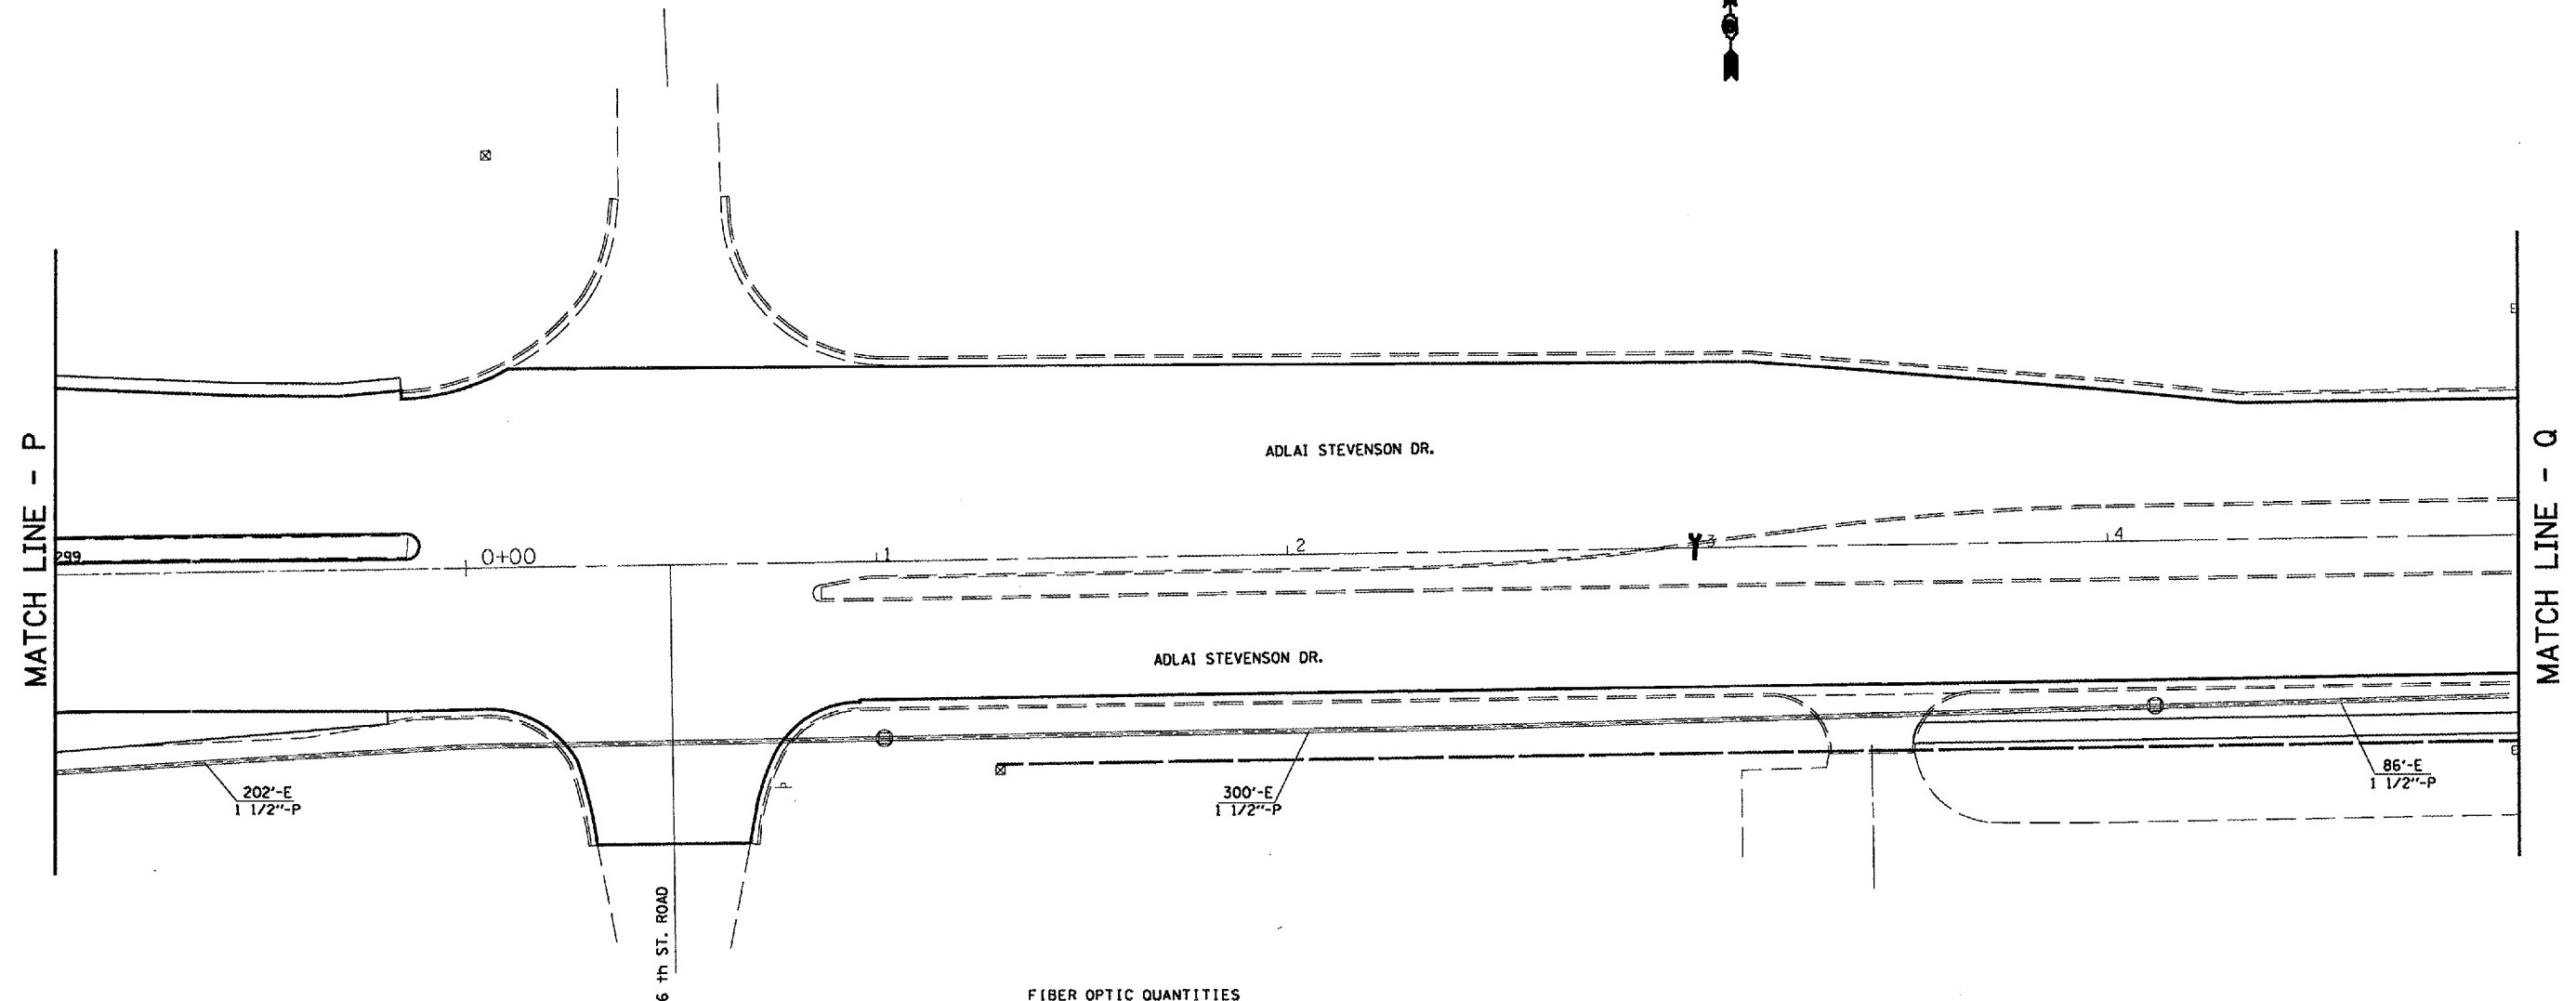 MATCH LINE - P
MATCH LINE - Q
ADLAI STEVENSON DR.
299
0+00
1
2
3
4
ADLAI STEVENSON DR.
202'-E
1 1/2"-P
300'-E
1 1/2"-P
86'-E
1 1/2"-P
P
6 th ST. ROAD
FIBER OPTIC QUANTITIES